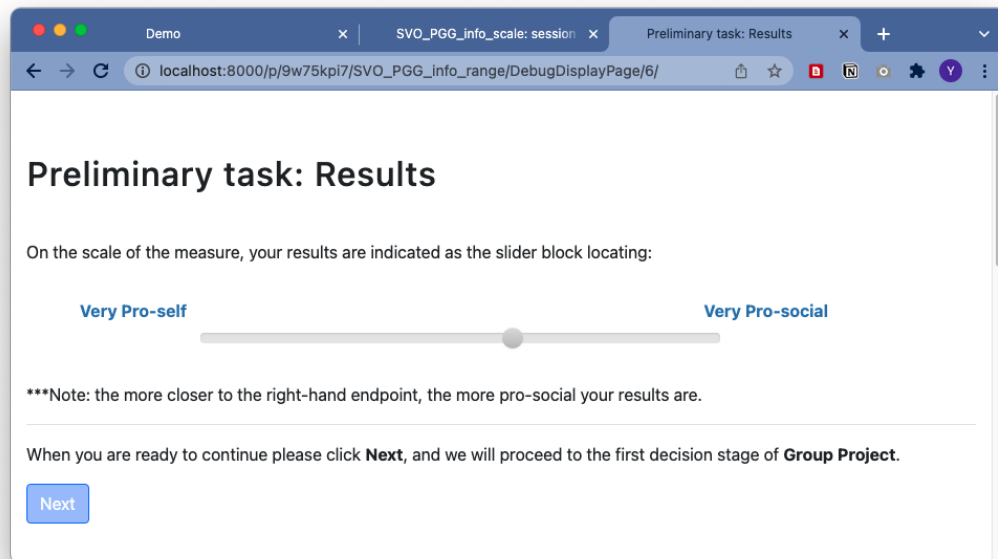 Demo
SVO_PGG_info_scale: session
Preliminary task: Results
localhost:8000/p/9w75kpi7/SVO_PGG_info_range/DebugDisplayPage/6/
Y
Preliminary task: Results
On the scale of the measure, your results are indicated as the slider block locating:
Very Pro-self
Very Pro-social
***Note: the more closer to the right-hand endpoint, the more pro-social your results are.
When you are ready to continue please click Next, and we will proceed to the first decision stage of Group Project.
Next